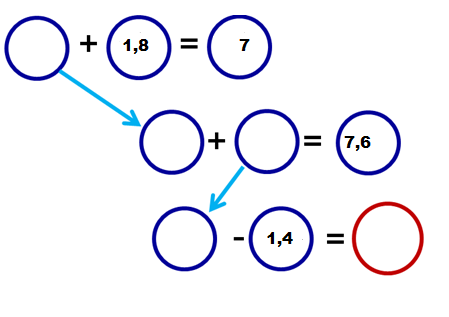 + 1,8 = 7
+ = 7,6
- 1,4 =